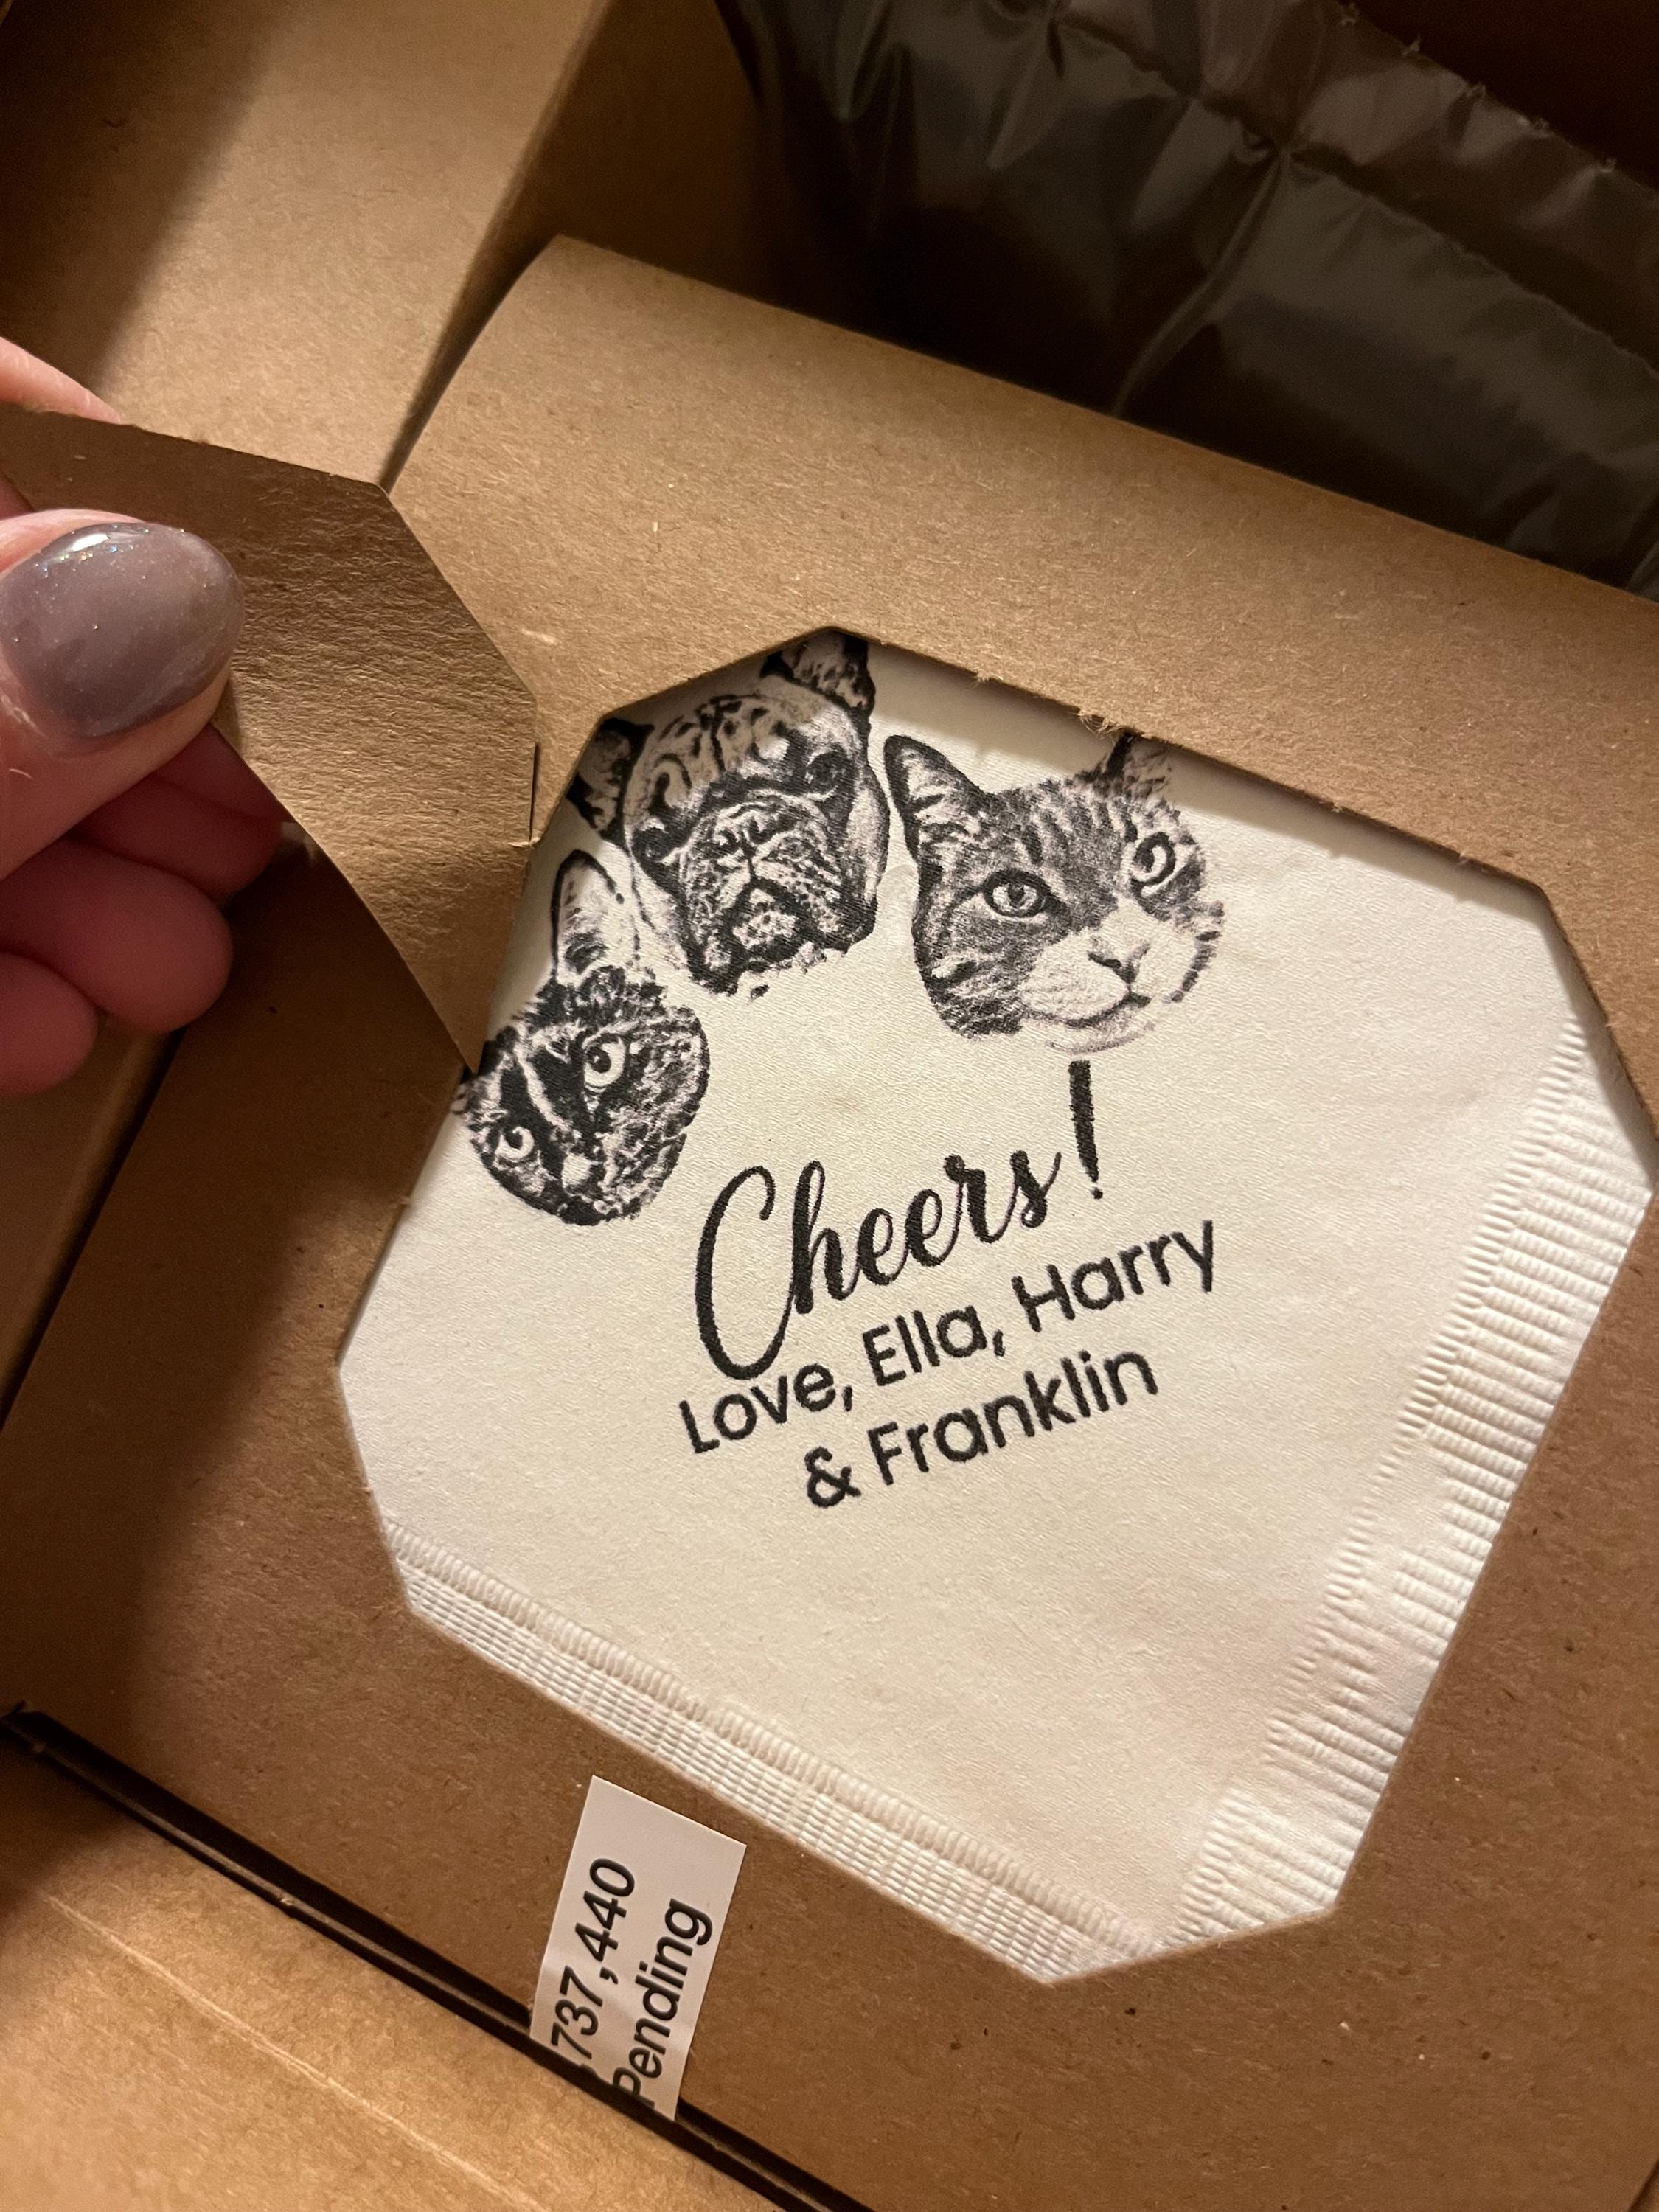 Cheers!
Love, Ella, Harry
& Franklin
,737,440
Pending